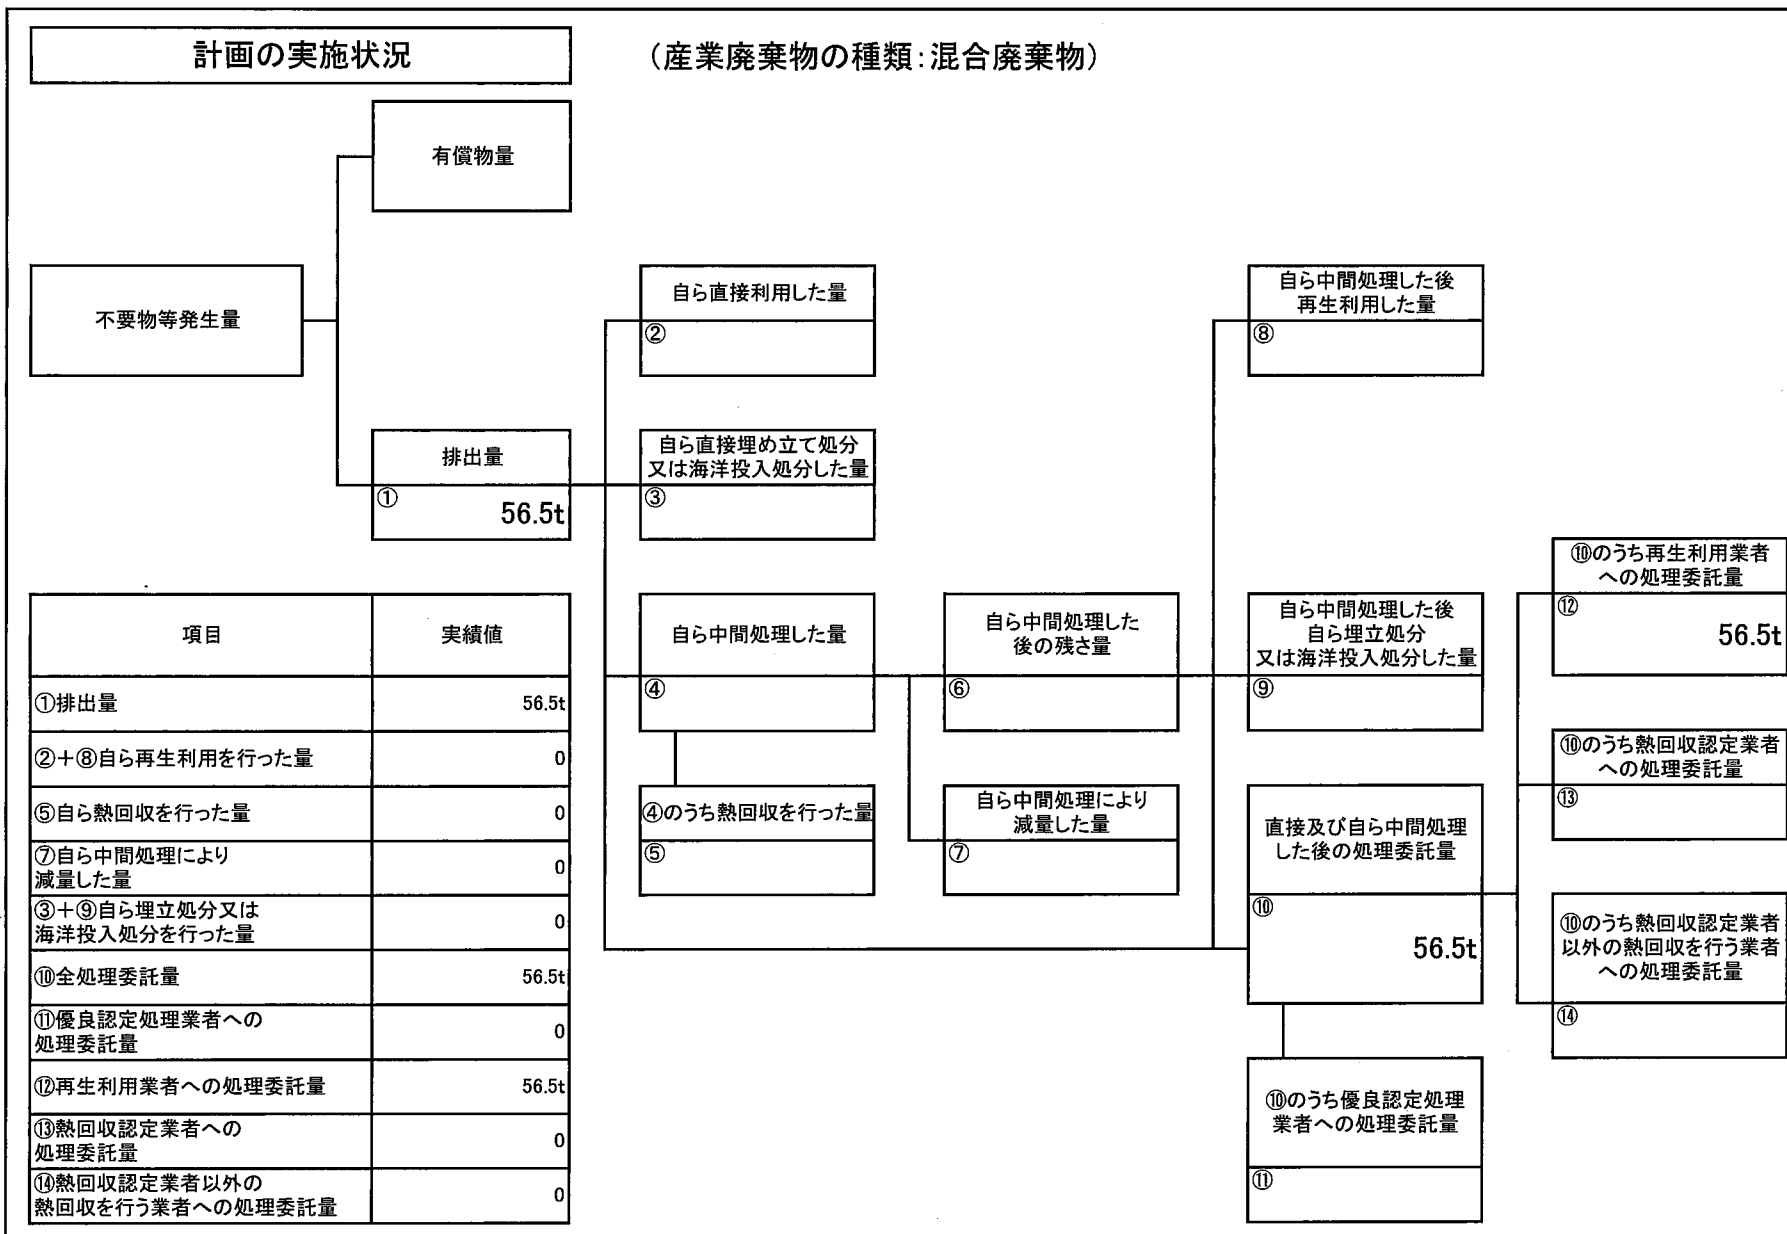 計画の実施状況
（産業廃棄物の種類:混合廃棄物）
有償物量
不要物等発生量
排出量
①
56.5t
自ら直接利用した量
②
自ら直接埋め立て処分
又は海洋投入処分した量
③
自ら中間処理した量
④
④のうち熱回収を行った量
⑤
自ら中間処理した
後の残さ量
⑥
自ら中間処理により
減量した量
⑦
自ら中間処理した後
再生利用した量
⑧
自ら中間処理した後
自ら埋立処分
又は海洋投入処分した量
⑨
直接及び自ら中間処理
した後の処理委託量
⑩
56.5t
⑩のうち優良認定処理
業者への処理委託量
⑪
⑩のうち再生利用業者
への処理委託量
⑫
56.5t
⑩のうち熱回収認定業者
への処理委託量
⑬
⑩のうち熱回収認定業者
以外の熱回収を行う業者
への処理委託量
⑭
項目 実績値
①排出量 56.5t
②＋⑧自ら再生利用を行った量 0
⑤自ら熱回収を行った量 0
⑦自ら中間処理により
減量した量 0
③＋⑨自ら埋立処分又は
海洋投入処分を行った量 0
⑩全処理委託量 56.5t
⑪優良認定処理業者への
処理委託量 0
⑫再生利用業者への処理委託量 56.5t
⑬熱回収認定業者への
処理委託量 0
⑭熱回収認定業者以外の
熱回収を行う業者への処理委託量 0